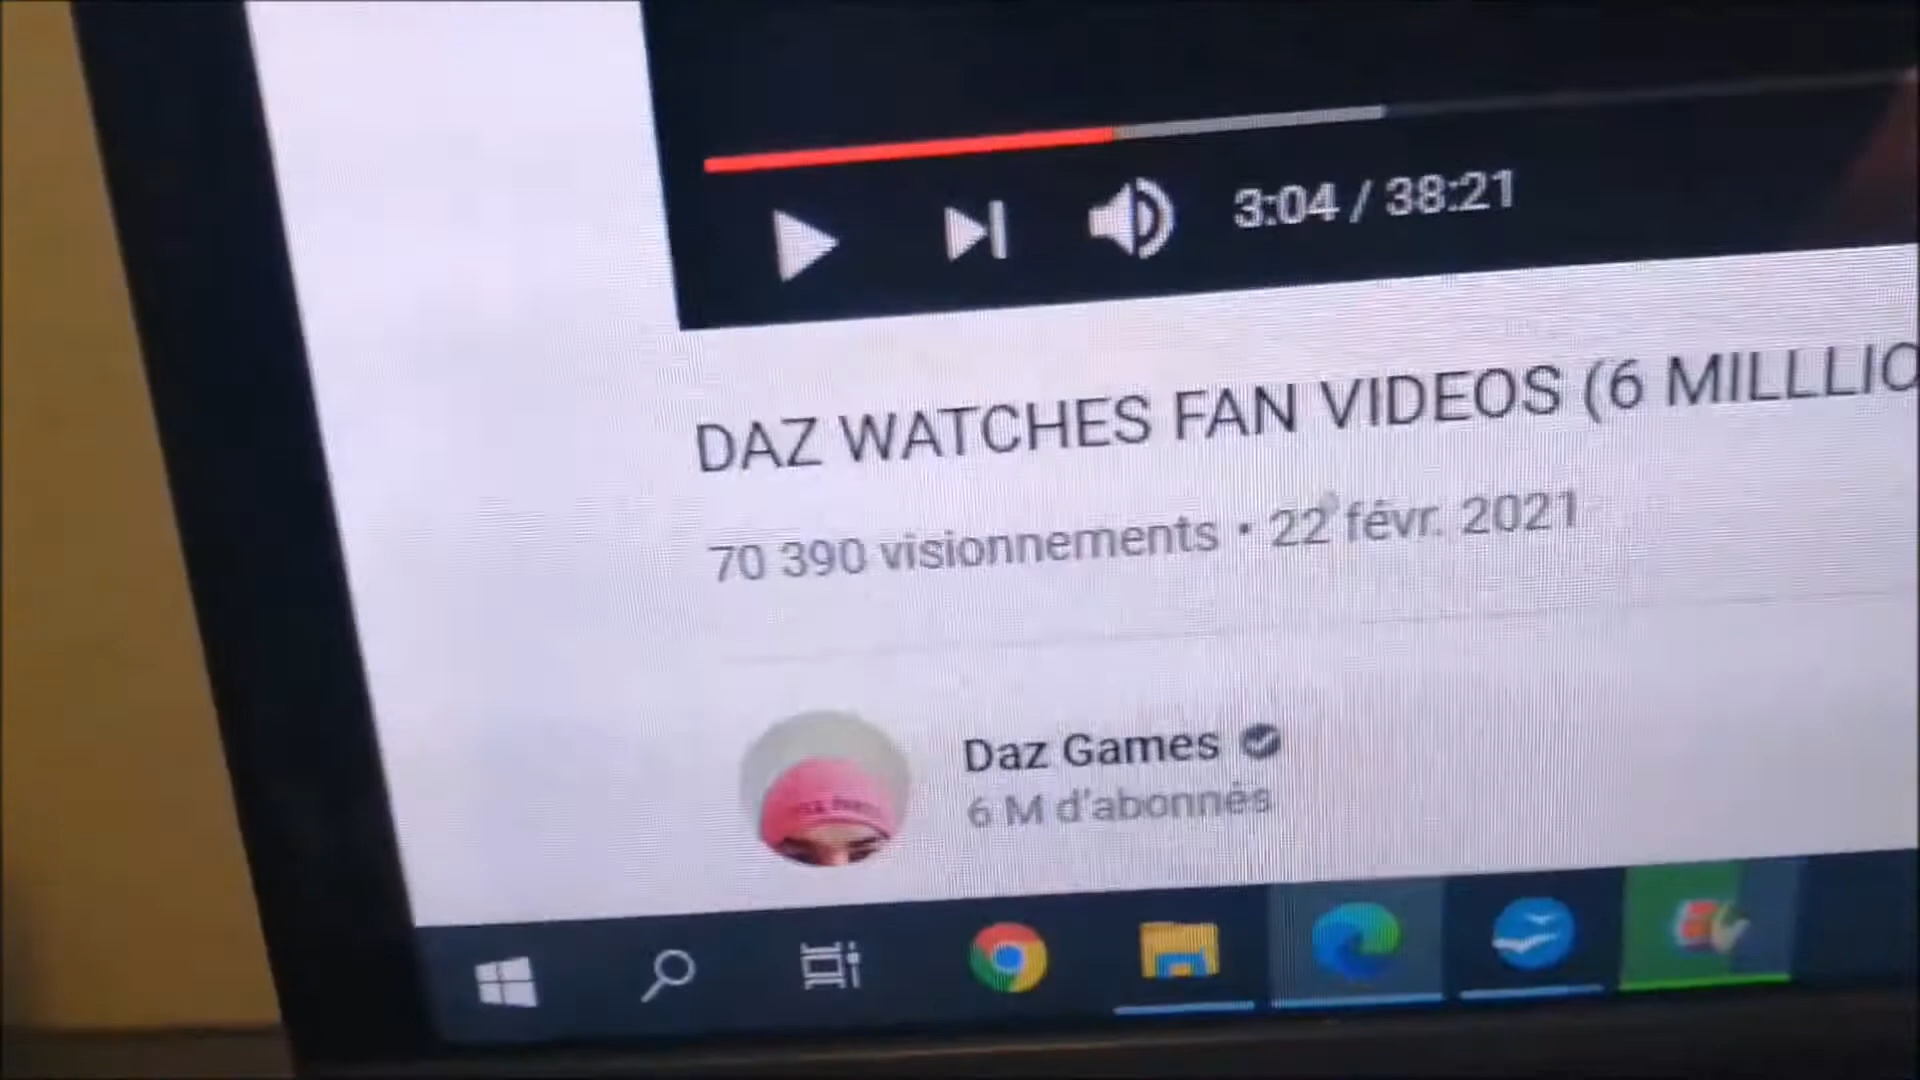 3:04 / 38:21
DAZ WATCHES FAN VIDEOS (6 MILLLIO
70 390 visionnements • 22 févr. 2021
Daz Games
6 M d'abonnés